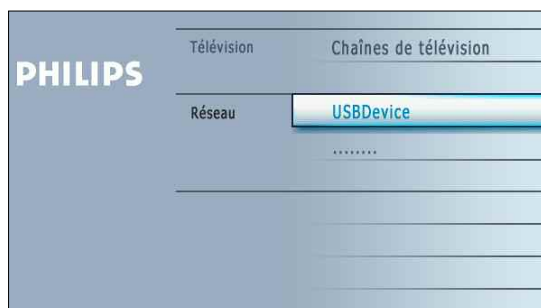 PHILIPS
Télévision Chaînes de télévision
Réseau USBDevice
........